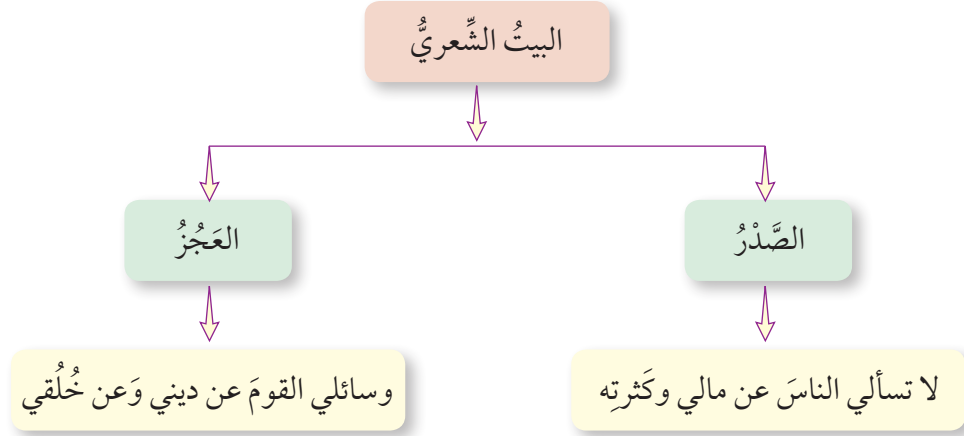 البيتُ الشِّعريُّ
الصَّدْرُ
العَجُزُ
لا تسألي الناسَ عن مالي وكَثرتِه
وسائلي القومَ عن ديني وَعن خُلُقي